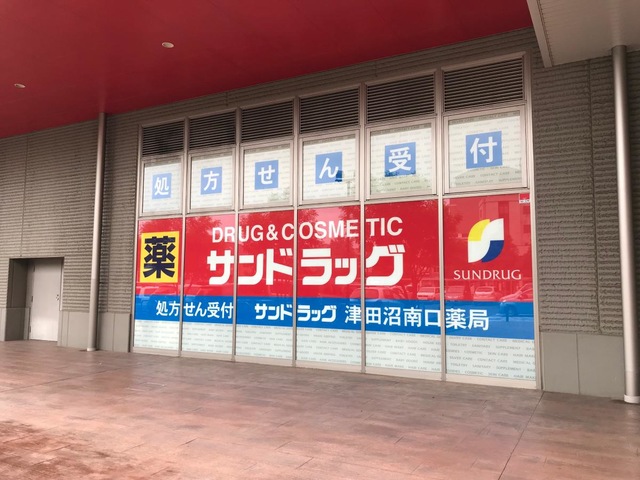 処方せん受付
DRUG & COSMETIC
薬
サンドラッグ
SUNDRUG
処方せん受付 サンドラッグ 津田沼南口薬局